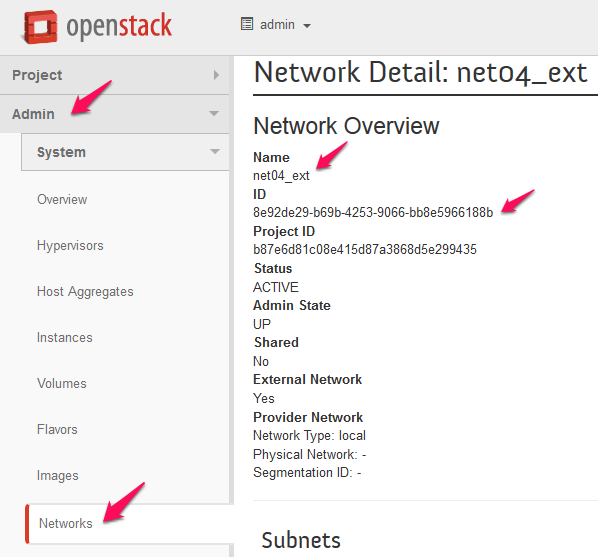 openstack
admin
Project
Admin
System
Overview
Hypervisors
Host Aggregates
Instances
Volumes
Flavors
Images
Networks
Network Detail: net04_ext
Network Overview
Name
net04_ext
ID
8e92de29-b69b-4253-9066-bb8e5966188b
Project ID
b87e6d81c08e415d87a3868d5e299435
Status
ACTIVE
Admin State
UP
Shared
No
External Network
Yes
Provider Network
Network Type: local
Physical Network: -
Segmentation ID: -
Subnets